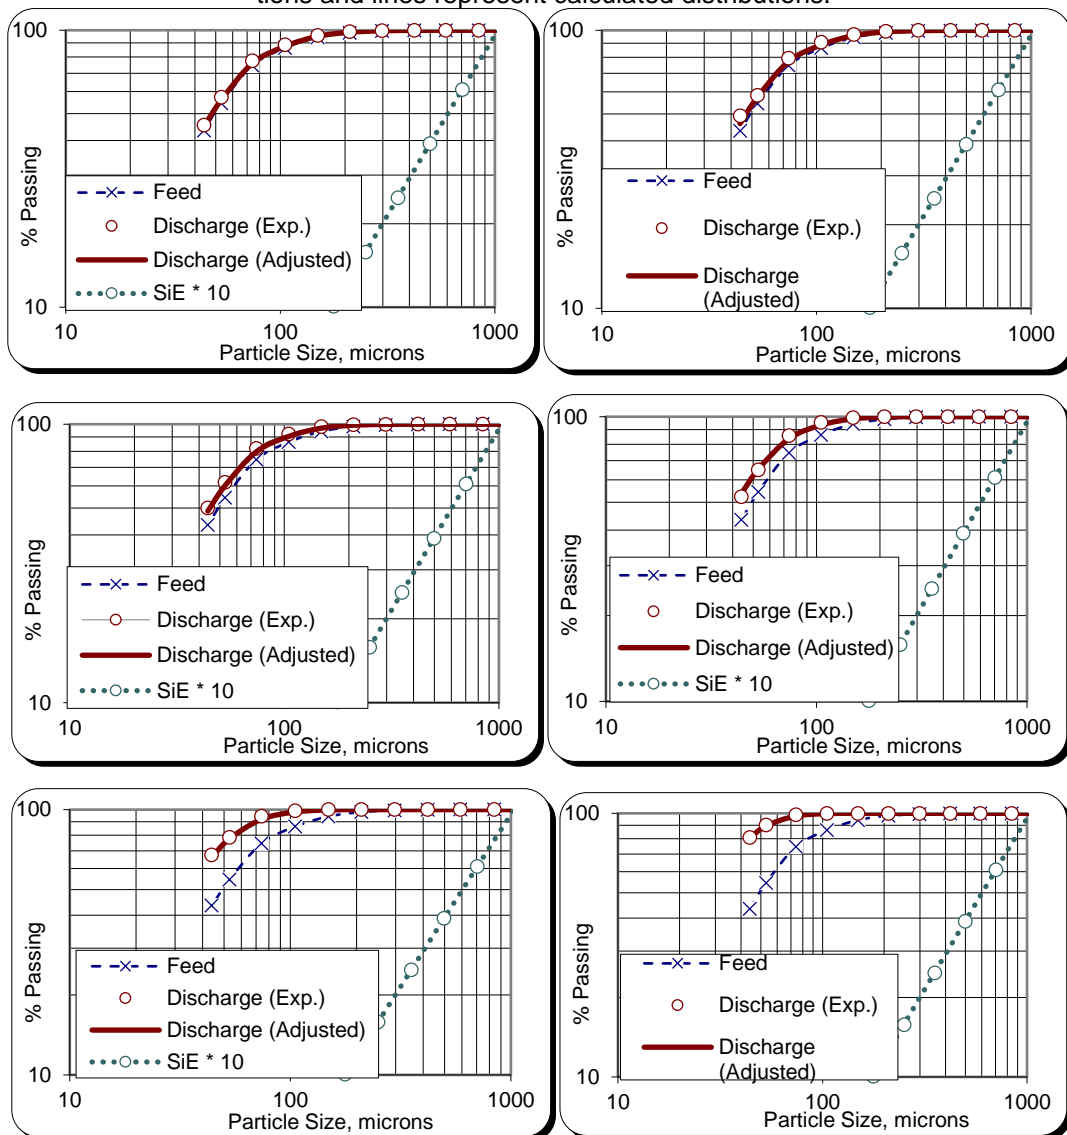 tions and lines represent calculated distributions.
100
% Passing
Feed
Discharge (Exp.)
Discharge (Adjusted)
SiE * 10
10
10
100
1000
Particle Size, microns
100
% Passing
Feed
Discharge (Exp.)
Discharge
(Adjusted)
10
10
100
1000
Particle Size, microns
100
% Passing
Feed
Discharge (Exp.)
Discharge (Adjusted)
SiE * 10
10
10
100
1000
Particle Size, microns
100
% Passing
Feed
Discharge (Exp.)
Discharge (Adjusted)
SiE * 10
10
10
100
1000
Particle Size, microns
100
% Passing
Feed
Discharge (Exp.)
Discharge (Adjusted)
SiE * 10
10
10
100
1000
Particle Size, microns
100
% Passing
Feed
Discharge (Exp.)
Discharge
(Adjusted)
10
10
100
1000
Particle Size, microns